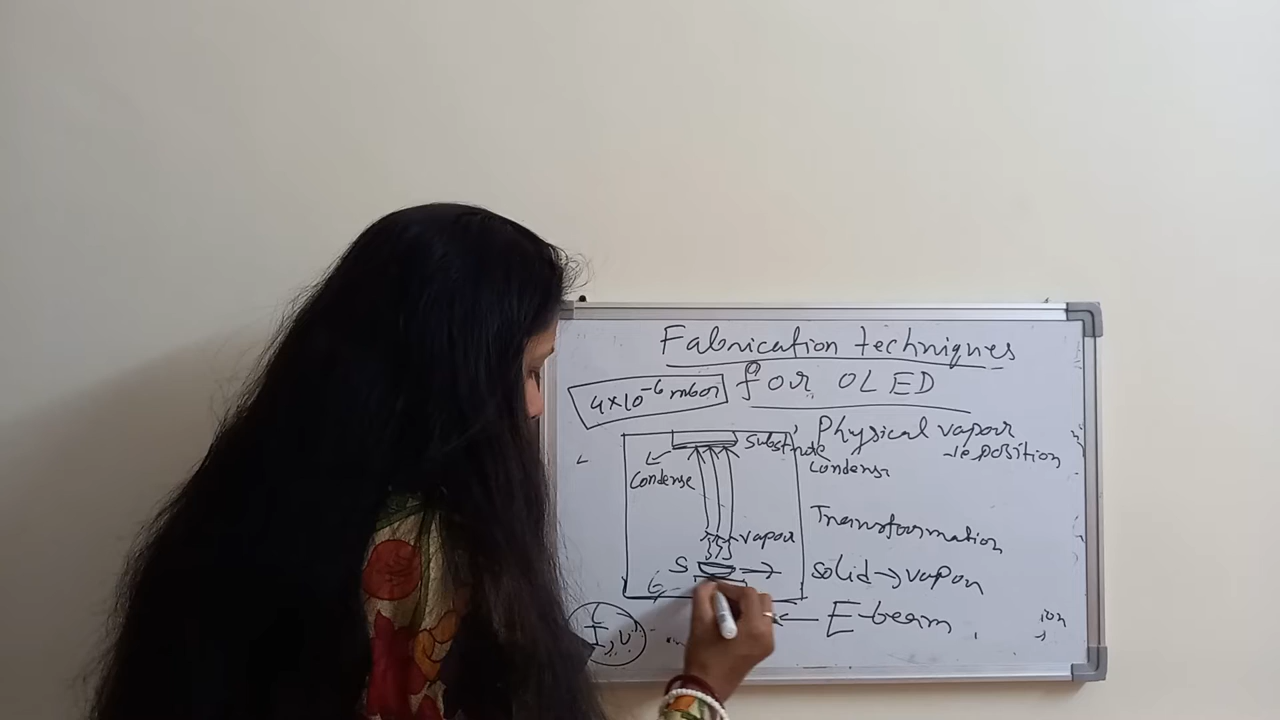 Fabrication techniques
for OLED
4×10⁻⁶ mbar
Physical vapour
deposition
Substrate
Condense
Condense
Transformation
vapour
S
Solid → vapour
E-beam
I, V